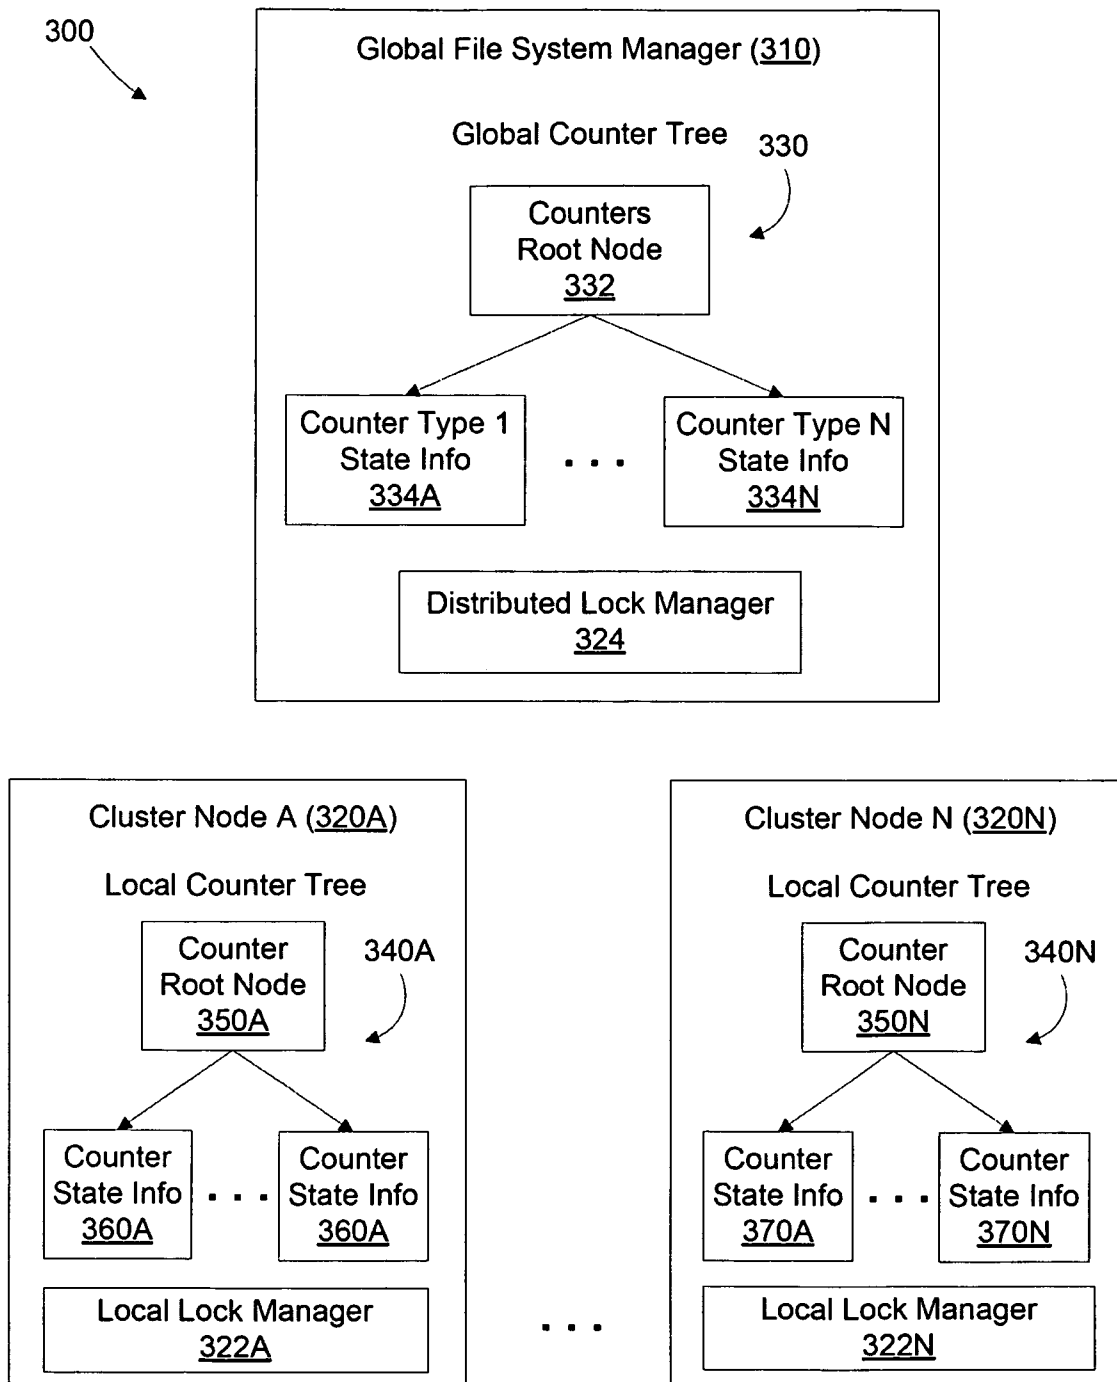 300
Global File System Manager (310)
Global Counter Tree
330
Counters
Root Node
332
Counter Type 1
State Info
334A
. . .
Counter Type N
State Info
334N
Distributed Lock Manager
324
Cluster Node A (320A)
Local Counter Tree
Counter
Root Node
350A
340A
Counter
State Info
360A
. . .
Counter
State Info
360A
Local Lock Manager
322A
. . .
Cluster Node N (320N)
Local Counter Tree
Counter
Root Node
350N
340N
Counter
State Info
370A
. . .
Counter
State Info
370N
Local Lock Manager
322N